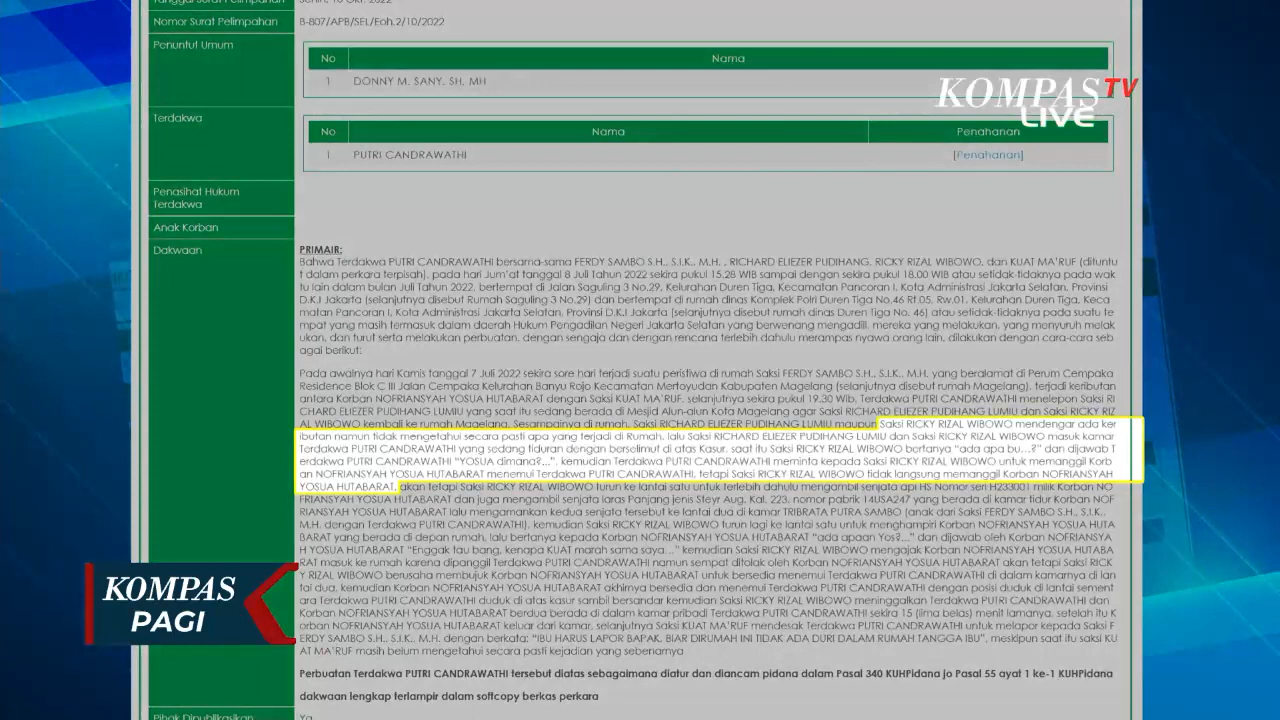 Tanggal Surat Pelimpahan
Nomor Surat Pelimpahan B-807/APB/SEL/Eoh.2/10/2022
Penuntut Umum
No Nama
1 DONNY M. SANY. SH. MH
KOMPAS TV
LIVE
Terdakwa
No Nama Penahanan
1 PUTRI CANDRAWATHI [Penahanan]
Penasihat Hukum
Terdakwa
Anak Korban
Dakwaan
PRIMAIR:
Bahwa Terdakwa PUTRI CANDRAWATHI bersama-sama FERDY SAMBO S.H., S.I.K., M.H. , RICHARD ELIEZER PUDIHANG, RICKY RIZAL WIBOWO, dan KUAT MA'RUF (dituntu
t dalam perkara terpisah), pada hari Jum'at tanggal 8 Juli Tahun 2022 sekira pukul 15.28 WIB sampai dengan sekira pukul 18.00 WIB atau setidak-tidaknya pada wak
tu lain dalam bulan Juli Tahun 2022, bertempat di Jalan Saguling 3 No.29, Kelurahan Duren Tiga, Kecamatan Pancoran I, Kota Administrasi Jakarta Selatan, Provinsi
D.K.I Jakarta (selanjutnya disebut Rumah Saguling 3 No.29) dan bertempat di rumah dinas Komplek Polri Duren Tiga No.46 Rt.05, Rw.01, Kelurahan Duren Tiga, Keca
matan Pancoran I, Kota Administrasi Jakarta Selatan, Provinsi D.K.I Jakarta (selanjutnya disebut rumah dinas Duren Tiga No. 46) atau setidak-tidaknya pada suatu te
mpat yang masih termasuk dalam daerah Hukum Pengadilan Negeri Jakarta Selatan yang berwenang mengadili, mereka yang melakukan, yang menyuruh melak
ukan, dan turut serta melakukan perbuatan, dengan sengaja dan dengan rencana terlebih dahulu merampas nyawa orang lain, dilakukan dengan cara-cara seb
agai berikut:
Pada awalnya hari Kamis tanggal 7 Juli 2022 sekira sore hari terjadi suatu peristiwa di rumah Saksi FERDY SAMBO S.H., S.I.K., M.H. yang beralamat di Perum Cempaka
Residence Blok C III Jalan Cempaka Kelurahan Banyu Rojo Kecamatan Mertoyudan Kabupaten Magelang (selanjutnya disebut rumah Magelang), terjadi keributan
antara Korban NOFRIANSYAH YOSUA HUTABARAT dengan Saksi KUAT MA'RUF. selanjutnya sekira pukul 19.30 Wib, Terdakwa PUTRI CANDRAWATHI menelepon Saksi RI
CHARD ELIEZER PUDIHANG LUMIU yang saat itu sedang berada di Mesjid Alun-alun Kota Magelang agar Saksi RICHARD ELIEZER PUDIHANG LUMIU dan Saksi RICKY RIZ
AL WIBOWO kembali ke rumah Magelang. Sesampainya di rumah, Saksi RICHARD ELIEZER PUDIHANG LUMIU maupun Saksi RICKY RIZAL WIBOWO mendengar ada ker
ibutan namun tidak mengetahui secara pasti apa yang terjadi di Rumah, lalu Saksi RICHARD ELIEZER PUDIHANG LUMIU dan Saksi RICKY RIZAL WIBOWO masuk kamar
Terdakwa PUTRI CANDRAWATHI yang sedang tiduran dengan berselimut di atas Kasur, saat itu Saksi RICKY RIZAL WIBOWO bertanya "ada apa bu...?" dan dijawab T
erdakwa PUTRI CANDRAWATHI "YOSUA dimana?...", kemudian Terdakwa PUTRI CANDRAWATHI meminta kepada Saksi RICKY RIZAL WIBOWO untuk memanggil Korb
an NOFRIANSYAH YOSUA HUTABARAT menemui Terdakwa PUTRI CANDRAWATHI, tetapi Saksi RICKY RIZAL WIBOWO tidak langsung memanggil Korban NOFRIANSYAH
YOSUA HUTABARAT, akan tetapi Saksi RICKY RIZAL WIBOWO turun ke lantai satu untuk terlebih dahulu mengambil senjata api HS Nomor seri H233001 milik Korban NO
FRIANSYAH YOSUA HUTABARAT dan juga mengambil senjata laras Panjang jenis Steyr Aug, Kal. 223, nomor pabrik 14USA247 yang berada di kamar tidur Korban NOF
RIANSYAH YOSUA HUTABARAT lalu mengamankan kedua senjata tersebut ke lantai dua di kamar TRIBRATA PUTRA SAMBO (anak dari Saksi FERDY SAMBO S.H., S.I.K.,
M.H. dengan Terdakwa PUTRI CANDRAWATHI), kemudian Saksi RICKY RIZAL WIBOWO turun lagi ke lantai satu untuk menghampiri Korban NOFRIANSYAH YOSUA HUTA
BARAT yang berada di depan rumah, lalu bertanya kepada Korban NOFRIANSYAH YOSUA HUTABARAT "ada apaan Yos?..." dan dijawab oleh Korban NOFRIANSYA
H YOSUA HUTABARAT "Enggak tau bang, kenapa KUAT marah sama saya..." kemudian Saksi RICKY RIZAL WIBOWO mengajak Korban NOFRIANSYAH YOSUA HUTABA
RAT masuk ke rumah karena dipanggil Terdakwa PUTRI CANDRAWATHI namun sempat ditolak oleh Korban NOFRIANSYAH YOSUA HUTABARAT akan tetapi Saksi RICK
Y RIZAL WIBOWO berusaha membujuk Korban NOFRIANSYAH YOSUA HUTABARAT untuk bersedia menemui Terdakwa PUTRI CANDRAWATHI di dalam kamarnya di lan
tai dua. kemudian Korban NOFRIANSYAH YOSUA HUTABARAT akhirnya bersedia dan menemui Terdakwa PUTRI CANDRAWATHI dengan posisi duduk di lantai sement
ara Terdakwa PUTRI CANDRAWATHI duduk di atas kasur sambil bersandar kemudian Saksi RICKY RIZAL WIBOWO meninggalkan Terdakwa PUTRI CANDRAWATHI dan
Korban NOFRIANSYAH YOSUA HUTABARAT berdua berada di dalam kamar pribadi Terdakwa PUTRI CANDRAWATHI sekira 15 (lima belas) menit lamanya. setelah itu K
orban NOFRIANSYAH YOSUA HUTABARAT keluar dari kamar, selanjutnya Saksi KUAT MA'RUF mendesak Terdakwa PUTRI CANDRAWATHI untuk melapor kepada Saksi F
ERDY SAMBO S.H., S.I.K., M.H. dengan berkata: "IBU HARUS LAPOR BAPAK, BIAR DIRUMAH INI TIDAK ADA DURI DALAM RUMAH TANGGA IBU", meskipun saat itu saksi KU
AT MA'RUF masih belum mengetahui secara pasti kejadian yang sebenarnya
Perbuatan Terdakwa PUTRI CANDRAWATHI tersebut diatas sebagaimana diatur dan diancam pidana dalam Pasal 340 KUHPidana jo Pasal 55 ayat 1 ke-1 KUHPidana
dakwaan lengkap terlampir dalam softcopy berkas perkara
Pihak Dipublikasikan Ya
KOMPAS
PAGI